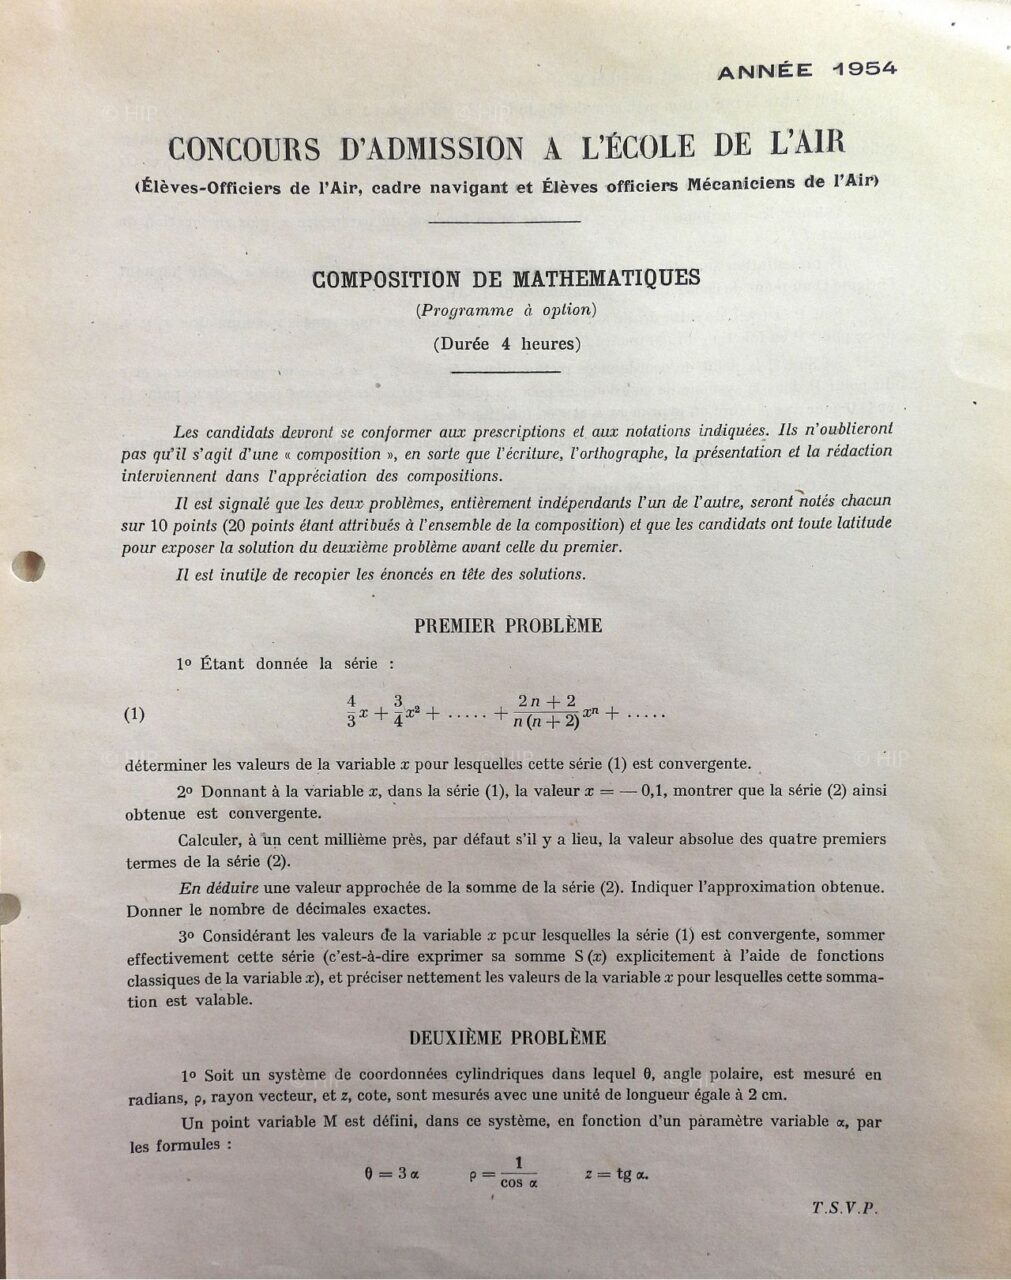 ANNÉE 1954
CONCOURS D'ADMISSION A L'ÉCOLE DE L'AIR
(Élèves-Officiers de l'Air, cadre navigant et Élèves officiers Mécaniciens de l'Air)
COMPOSITION DE MATHEMATIQUES
(Programme à option)
(Durée 4 heures)
Les candidats devront se conformer aux prescriptions et aux notations indiquées. Ils n'oublieront
pas qu'il s'agit d'une « composition », en sorte que l'écriture, l'orthographe, la présentation et la rédaction
interviennent dans l'appréciation des compositions.
Il est signalé que les deux problèmes, entièrement indépendants l'un de l'autre, seront notés chacun
sur 10 points (20 points étant attribués à l'ensemble de la composition) et que les candidats ont toute latitude
pour exposer la solution du deuxième problème avant celle du premier.
Il est inutile de recopier les énoncés en tête des solutions.
PREMIER PROBLÈME
1º Étant donnée la série :
(1) 4/3 x + 3/4 x² + ..... + (2n + 2)/(n (n + 2)) xⁿ + .....
déterminer les valeurs de la variable x pour lesquelles cette série (1) est convergente.
2º Donnant à la variable x, dans la série (1), la valeur x = — 0,1, montrer que la série (2) ainsi
obtenue est convergente.
Calculer, à un cent millième près, par défaut s'il y a lieu, la valeur absolue des quatre premiers
termes de la série (2).
En déduire une valeur approchée de la somme de la série (2). Indiquer l'approximation obtenue.
Donner le nombre de décimales exactes.
3º Considérant les valeurs de la variable x pour lesquelles la série (1) est convergente, sommer
effectivement cette série (c'est-à-dire exprimer sa somme S (x) explicitement à l'aide de fonctions
classiques de la variable x), et préciser nettement les valeurs de la variable x pour lesquelles cette somma-
tion est valable.
DEUXIÈME PROBLÈME
1º Soit un système de coordonnées cylindriques dans lequel θ, angle polaire, est mesuré en
radians, ρ, rayon vecteur, et z, cote, sont mesurés avec une unité de longueur égale à 2 cm.
Un point variable M est défini, dans ce système, en fonction d'un paramètre variable α, par
les formules :
θ = 3 α ρ = 1/cos α z = tg α.
T.S.V.P.